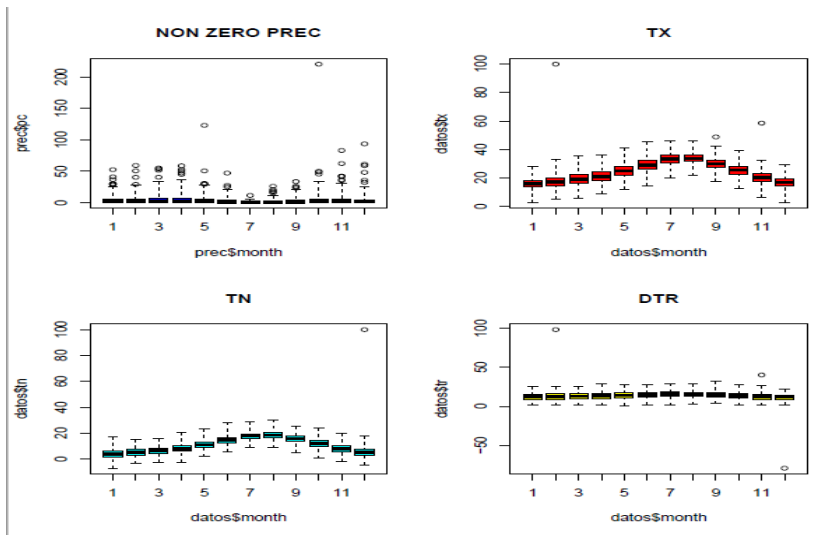 NON ZERO PREC
prec$pc
200
150
100
50
0
1 3 5 7 9 11
prec$month
TX
datos$tx
100
80
60
40
20
0
1 3 5 7 9 11
datos$month
TN
datos$tn
100
80
60
40
20
0
1 3 5 7 9 11
datos$month
DTR
datos$tr
100
50
0
-50
1 3 5 7 9 11
datos$month